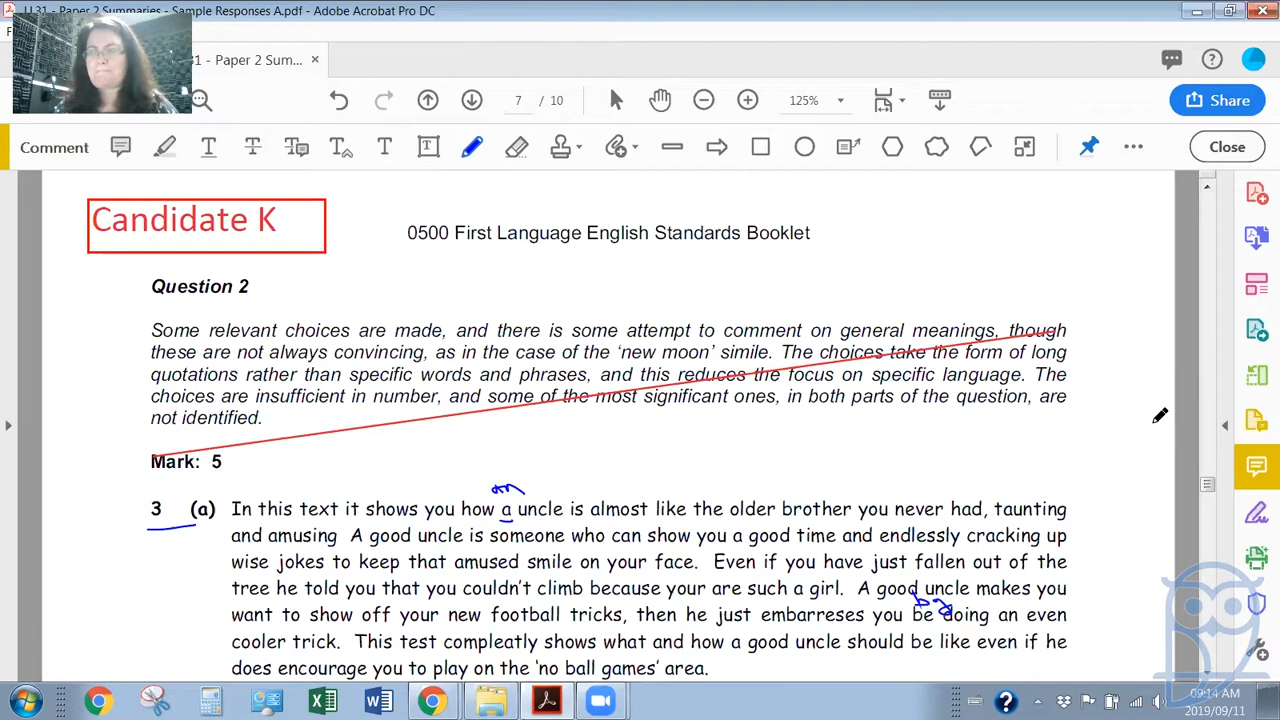 LL31 - Paper 2 Summaries - Sample Responses A.pdf - Adobe Acrobat Pro DC
31 - Paper 2 Sum... ×
7 / 10
125%
Share
Comment
Close
Candidate K
0500 First Language English Standards Booklet
Question 2
Some relevant choices are made, and there is some attempt to comment on general meanings, though
these are not always convincing, as in the case of the 'new moon' simile. The choices take the form of long
quotations rather than specific words and phrases, and this reduces the focus on specific language. The
choices are insufficient in number, and some of the most significant ones, in both parts of the question, are
not identified.
Mark: 5
an
3 (a) In this text it shows you how a uncle is almost like the older brother you never had, taunting
and amusing A good uncle is someone who can show you a good time and endlessly cracking up
wise jokes to keep that amused smile on your face. Even if you have just fallen out of the
tree he told you that you couldn't climb because your are such a girl. A good uncle makes you
by
want to show off your new football tricks, then he just embarreses you be doing an even
cooler trick. This test compleatly shows what and how a good uncle should be like even if he
does encourage you to play on the 'no ball games' area.
09:14 AM
2019/09/11